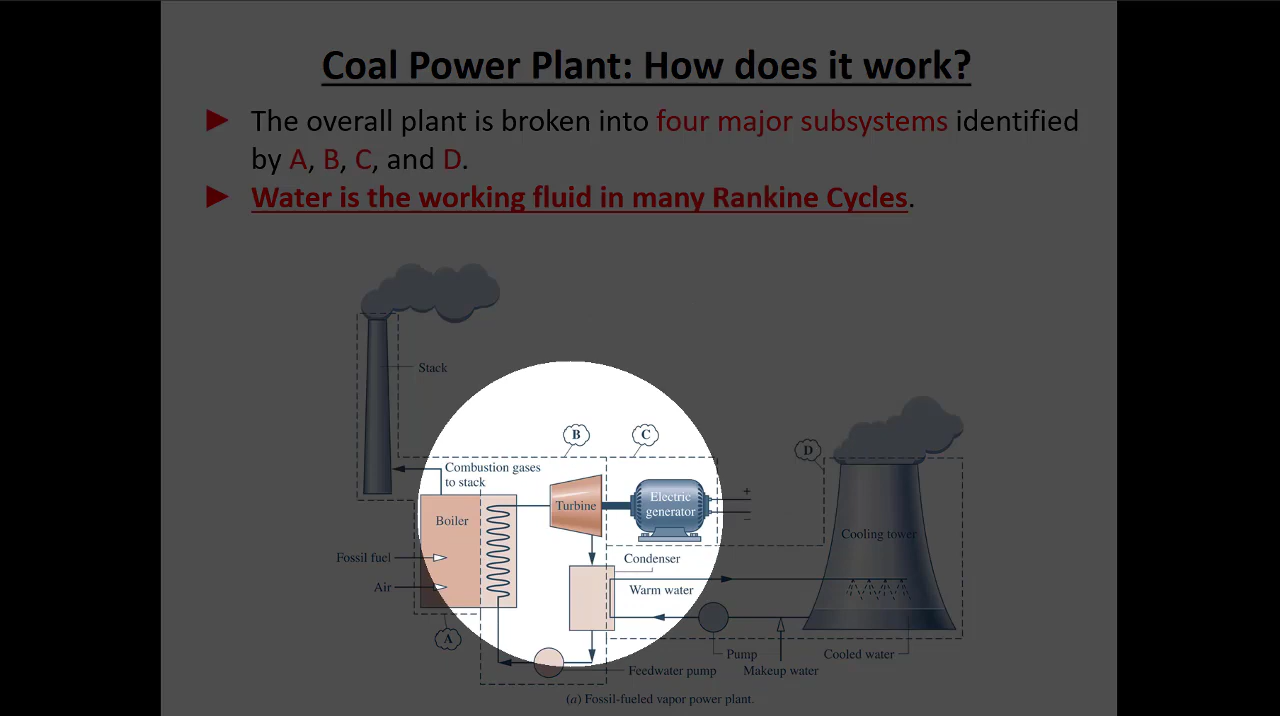 Coal Power Plant: How does it work?
The overall plant is broken into four major subsystems identified
by A, B, C, and D.
Water is the working fluid in many Rankine Cycles.
Stack
B
C
D
Combustion gases
to stack
Turbine
Electric
generator
+
−
Boiler
Cooling tower
Fossil fuel
Condenser
Air
Warm water
A
Pump
Cooled water
Feedwater pump
Makeup water
(a) Fossil-fueled vapor power plant.